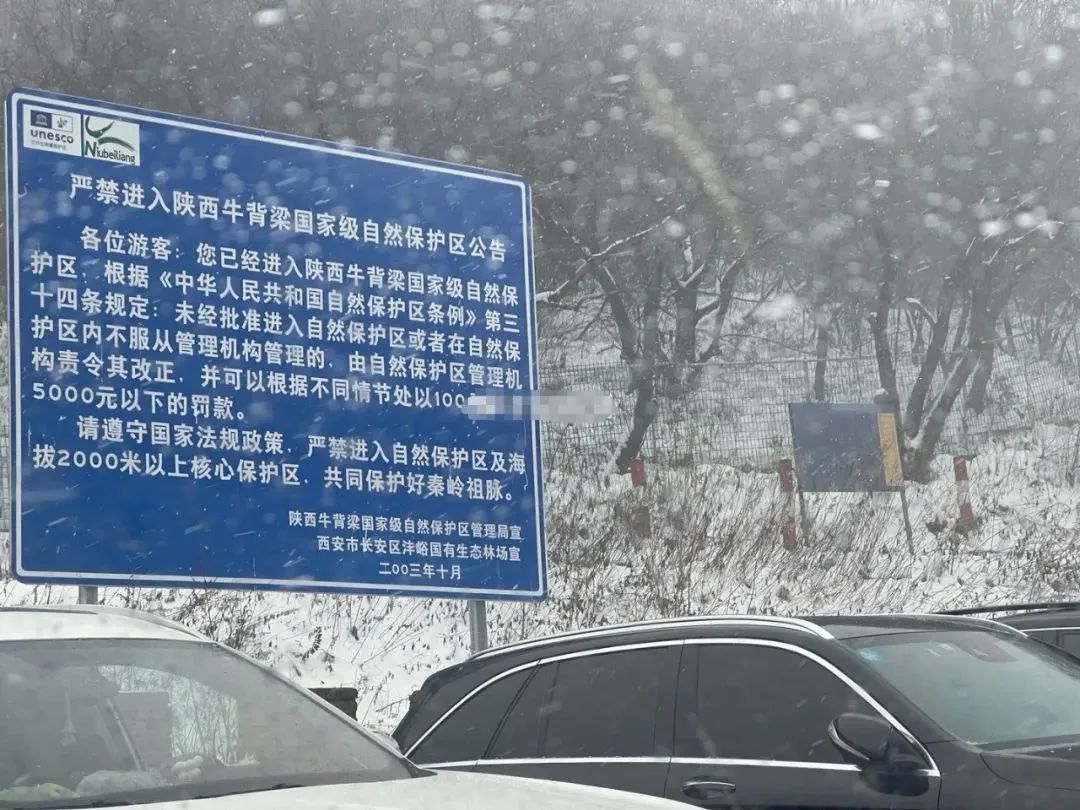 unesco
Niubeiliang
严禁进入陕西牛背梁国家级自然保护区公告
各位游客：您已经进入陕西牛背梁国家级自然保
护区，根据《中华人民共和国自然保护区条例》第三
十四条规定：未经批准进入自然保护区或者在自然保
护区内不服从管理机构管理的，由自然保护区管理机
构责令其改正，并可以根据不同情节处以100
5000元以下的罚款。
请遵守国家法规政策，严禁进入自然保护区及海
拔2000米以上核心保护区，共同保护好秦岭祖脉。
陕西牛背梁国家级自然保护区管理局宣
西安市长安区沣峪国有生态林场宣
二〇〇三年十月